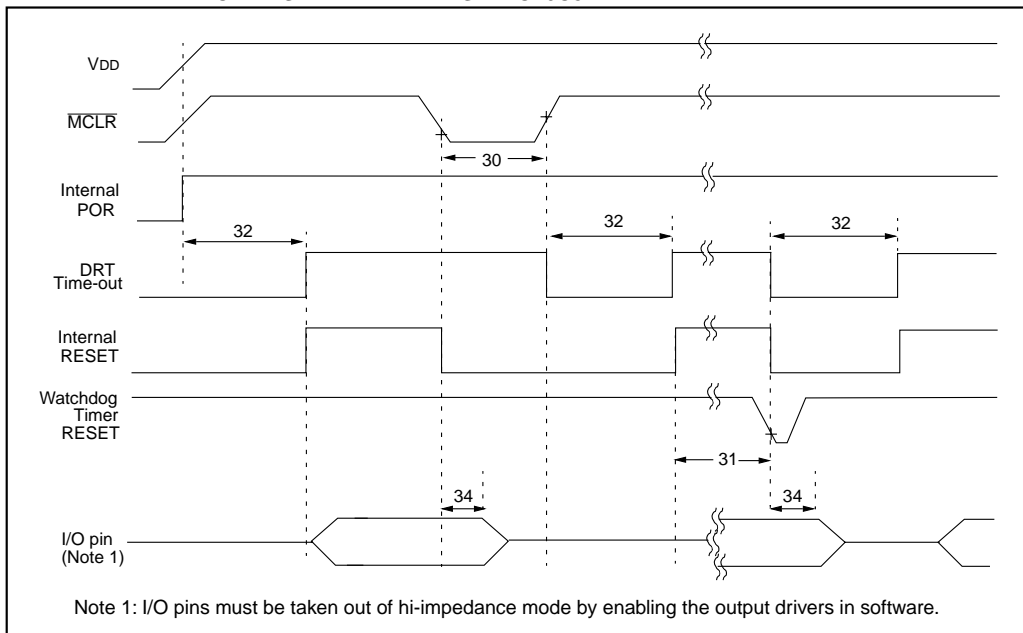 VDD
MCLR
30
Internal
POR
32
32
32
DRT
Time-out
Internal
RESET
Watchdog
Timer
RESET
31
34
34
I/O pin
(Note 1)
Note 1: I/O pins must be taken out of hi-impedance mode by enabling the output drivers in software.